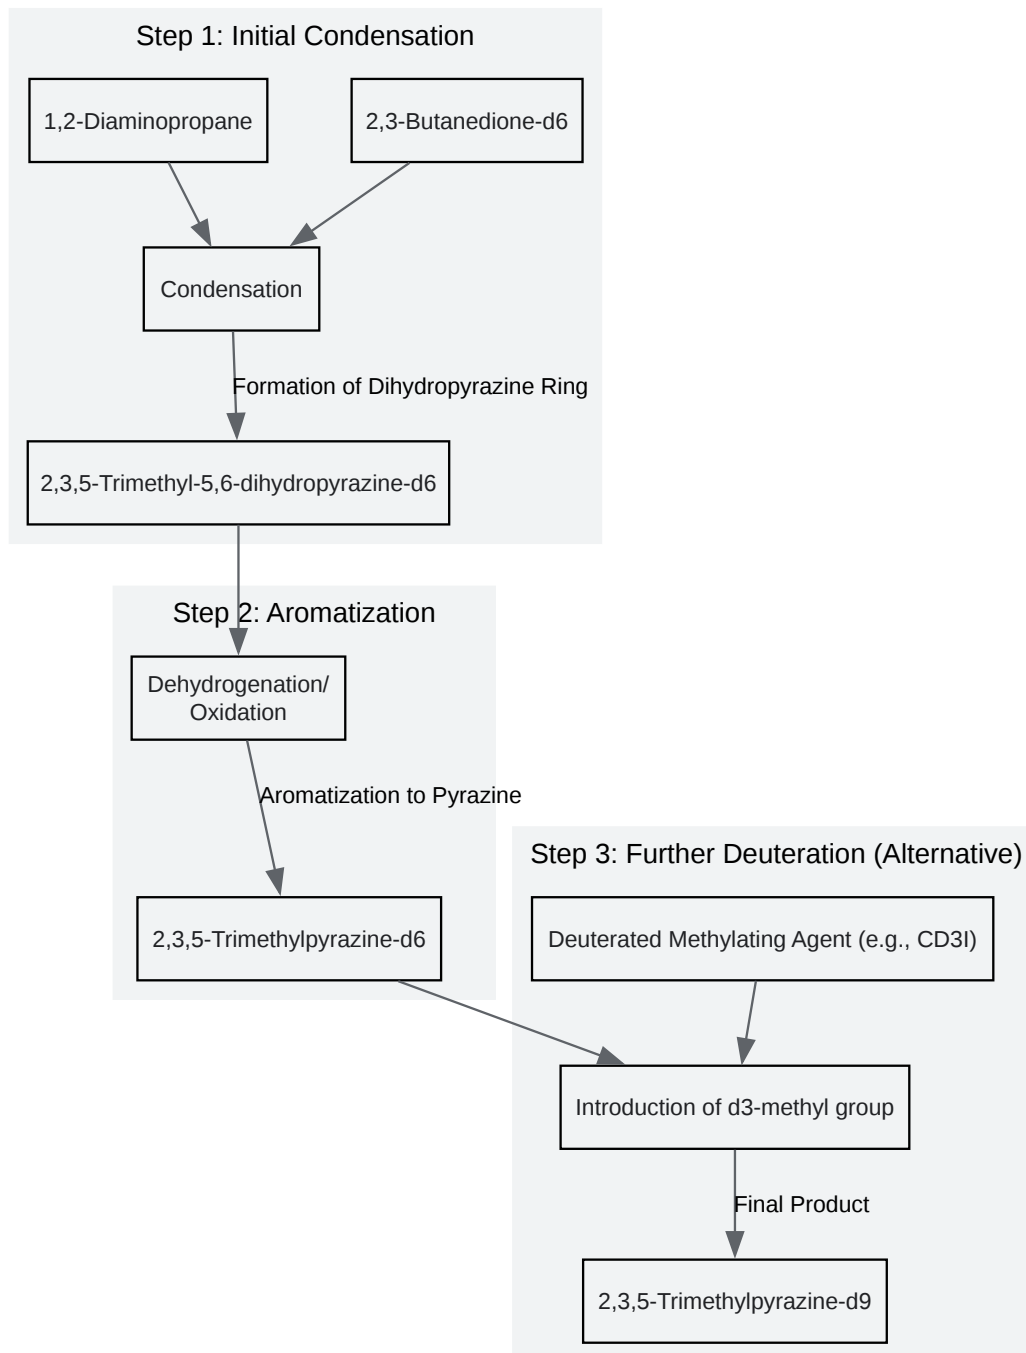 Step 1: Initial Condensation
1,2-Diaminopropane
2,3-Butanedione-d6
Condensation
Formation of Dihydropyrazine Ring
2,3,5-Trimethyl-5,6-dihydropyrazine-d6
Step 2: Aromatization
Dehydrogenation/
Oxidation
Aromatization to Pyrazine
2,3,5-Trimethylpyrazine-d6
Step 3: Further Deuteration (Alternative)
Deuterated Methylating Agent (e.g., CD3I)
Introduction of d3-methyl group
Final Product
2,3,5-Trimethylpyrazine-d9